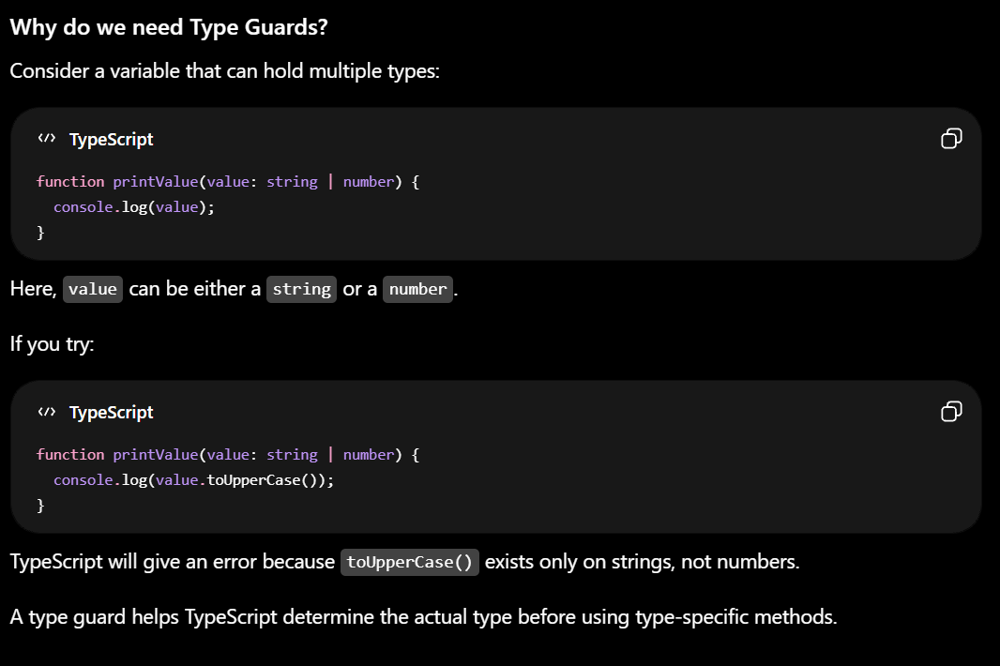 Why do we need Type Guards?
Consider a variable that can hold multiple types:
</> TypeScript
function printValue(value: string | number) {
  console.log(value);
}
Here, value can be either a string or a number.
If you try:
</> TypeScript
function printValue(value: string | number) {
  console.log(value.toUpperCase());
}
TypeScript will give an error because toUpperCase() exists only on strings, not numbers.
A type guard helps TypeScript determine the actual type before using type-specific methods.